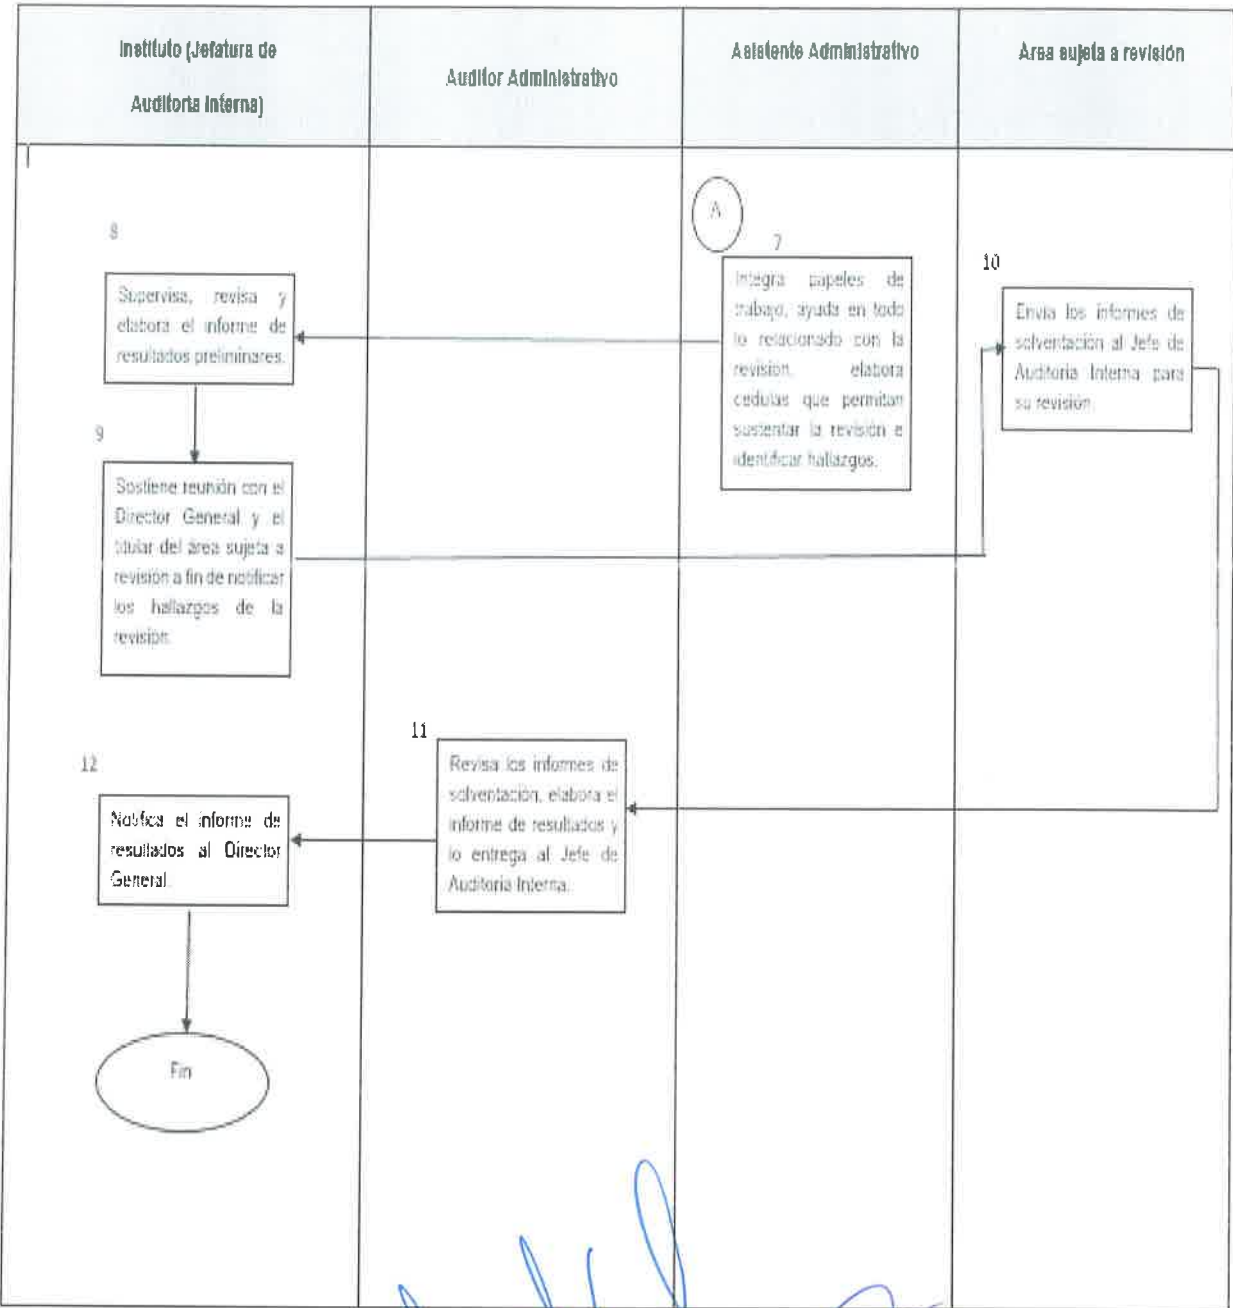 Instituto (Jefatura de
Auditoria Interna)
Auditor Administrativo
Asistente Administrativo
Area sujeta a revisión
A
7
Integra papeles de
trabajo, ayuda en todo
lo relacionado con la
revisión, elabora
cedulas que permitan
sustentar la revisión e
identificar hallazgos.
8
Supervisa, revisa y
elabora el informe de
resultados preliminares.
9
Sostiene reunión con el
Director General y el
titular del área sujeta a
revisión a fin de notificar
los hallazgos de la
revisión.
10
Envia los informes de
solventación al Jefe de
Auditoria Interna para
su revisión.
11
Revisa los informes de
solventación, elabora el
informe de resultados y
lo entrega al Jefe de
Auditoria Interna.
12
Notifica el informe de
resultados al Director
General.
Fin